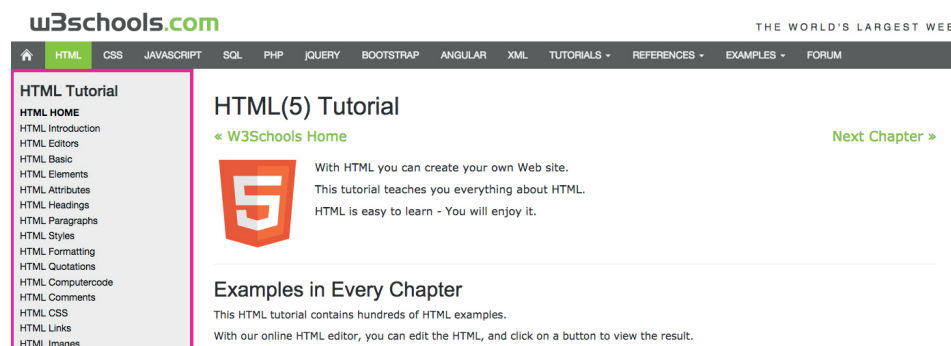 w3schools.com
THE WORLD'S LARGEST WEB
HTML CSS JAVASCRIPT SQL PHP jQUERY BOOTSTRAP ANGULAR XML TUTORIALS REFERENCES EXAMPLES FORUM
HTML Tutorial
HTML HOME
HTML Introduction
HTML Editors
HTML Basic
HTML Elements
HTML Attributes
HTML Headings
HTML Paragraphs
HTML Styles
HTML Formatting
HTML Quotations
HTML Computercode
HTML Comments
HTML CSS
HTML Links
HTML Images
HTML(5) Tutorial
« W3Schools Home
Next Chapter »
5
With HTML you can create your own Web site.
This tutorial teaches you everything about HTML.
HTML is easy to learn - You will enjoy it.
Examples in Every Chapter
This HTML tutorial contains hundreds of HTML examples.
With our online HTML editor, you can edit the HTML, and click on a button to view the result.